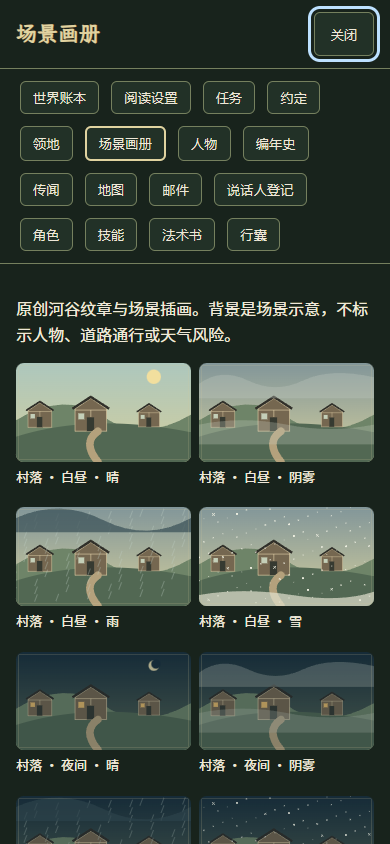 场景画册
关闭
世界账本 阅读设置 任务 约定
领地 场景画册 人物 编年史
传闻 地图 邮件 说话人登记
角色 技能 法术书 行囊
原创河谷纹章与场景插画。背景是场景示意，不标
示人物、道路通行或天气风险。
村落 · 白昼 · 晴 村落 · 白昼 · 阴雾
村落 · 白昼 · 雨 村落 · 白昼 · 雪
村落 · 夜间 · 晴 村落 · 夜间 · 阴雾